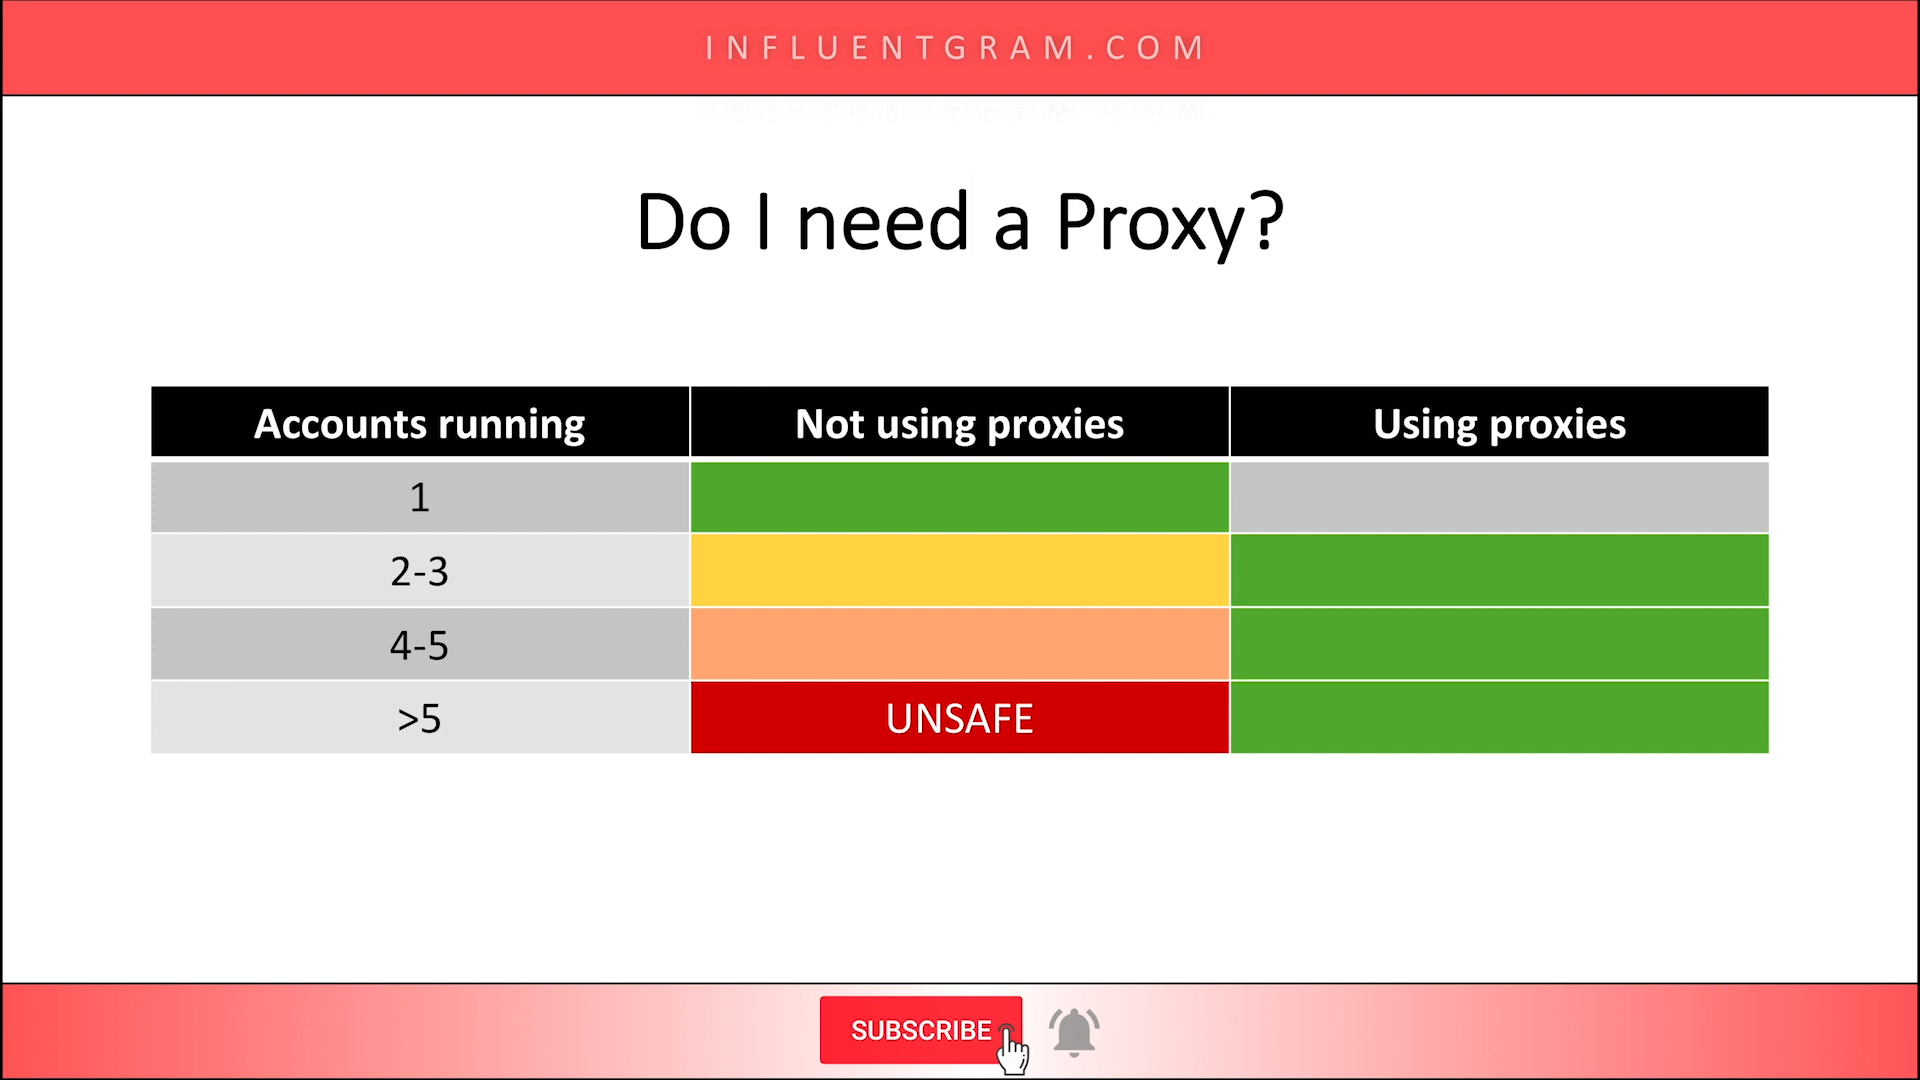 INFLUENTGRAM.COM
Do I need a Proxy?
Accounts running Not using proxies Using proxies
1
2-3
4-5
>5 UNSAFE
SUBSCRIBE